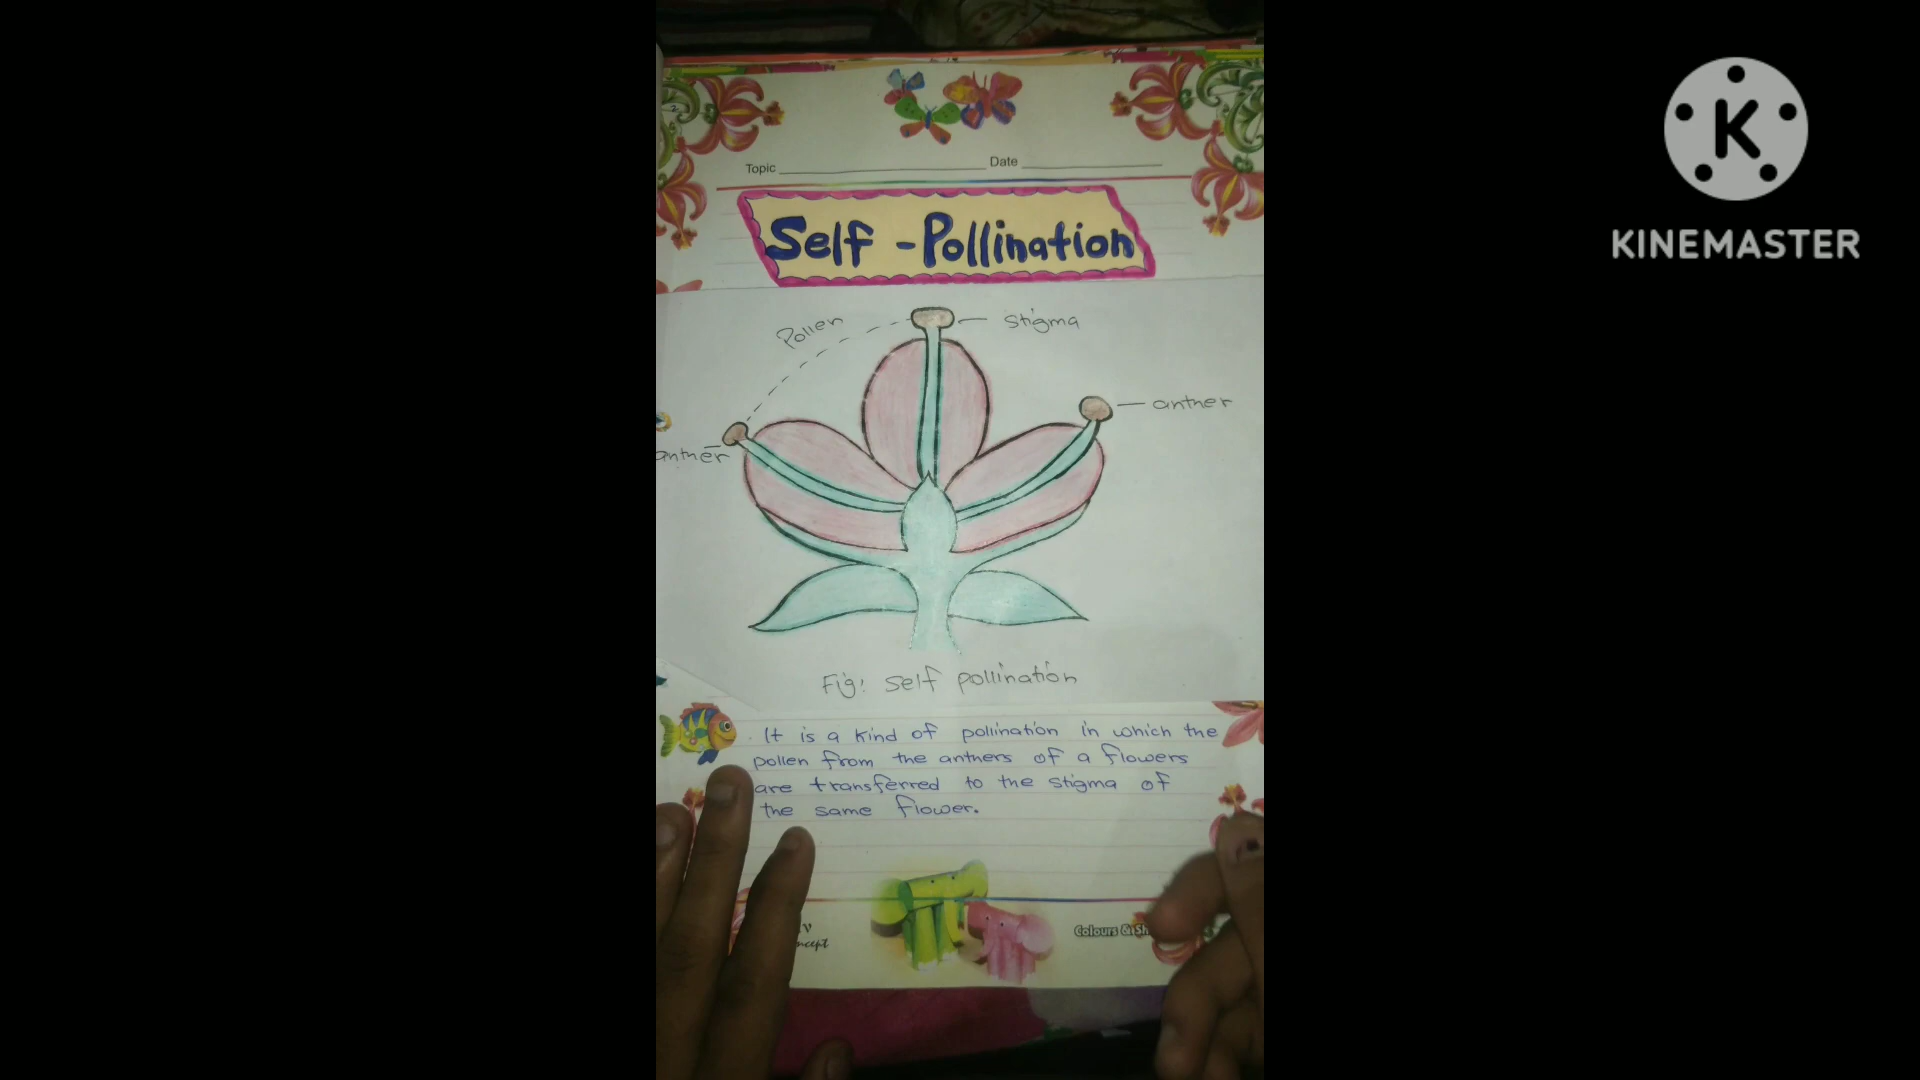 K
KINEMASTER
Topic Date
Self-Pollination
Pollen
Stigma
anther
anther
Fig: self pollination
It is a kind of pollination in which the
pollen from the anthers of a flowers
are transferred to the stigma of
the same flower.
Colours &